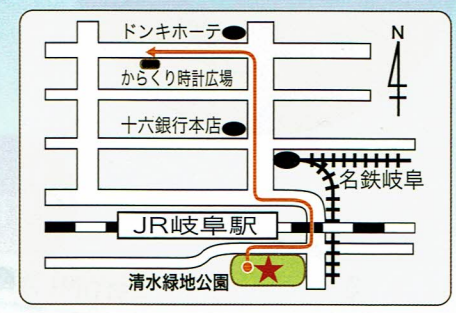 ドンキホーテ
N
からくり時計広場
十六銀行本店
名鉄岐阜
JR岐阜駅
清水緑地公園